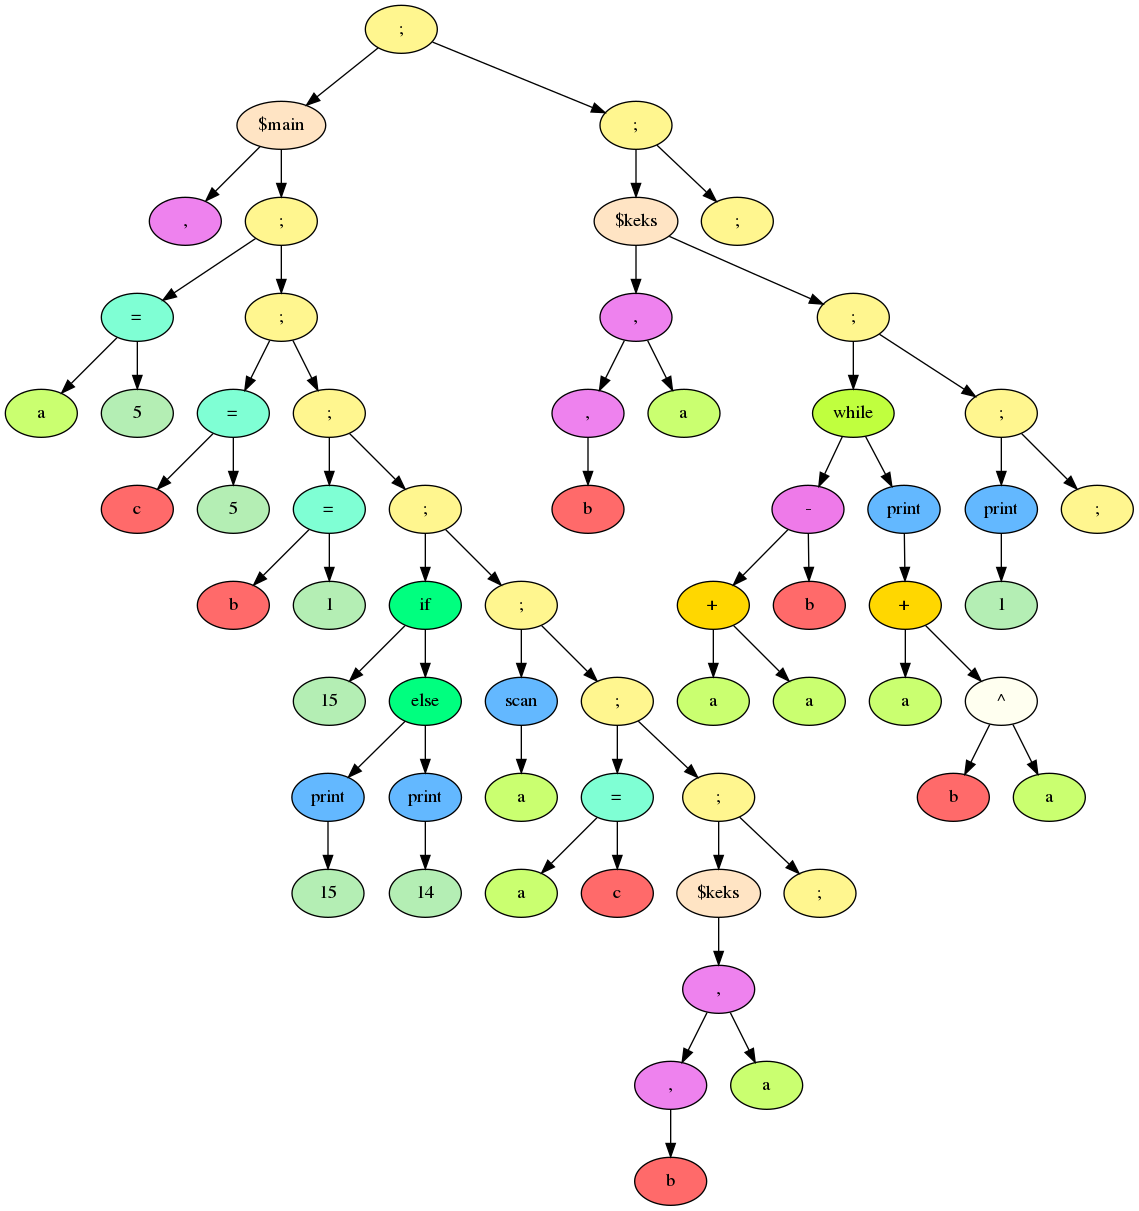 ;
$main ;
, ; $keks ;
= ; , ;
a 5 = ; , a while ;
c 5 = ; b - print print ;
b 1 if ; + b + 1
15 else scan ; a a a ^
print print a = ; b a
15 14 a c $keks ;
,
, a
b